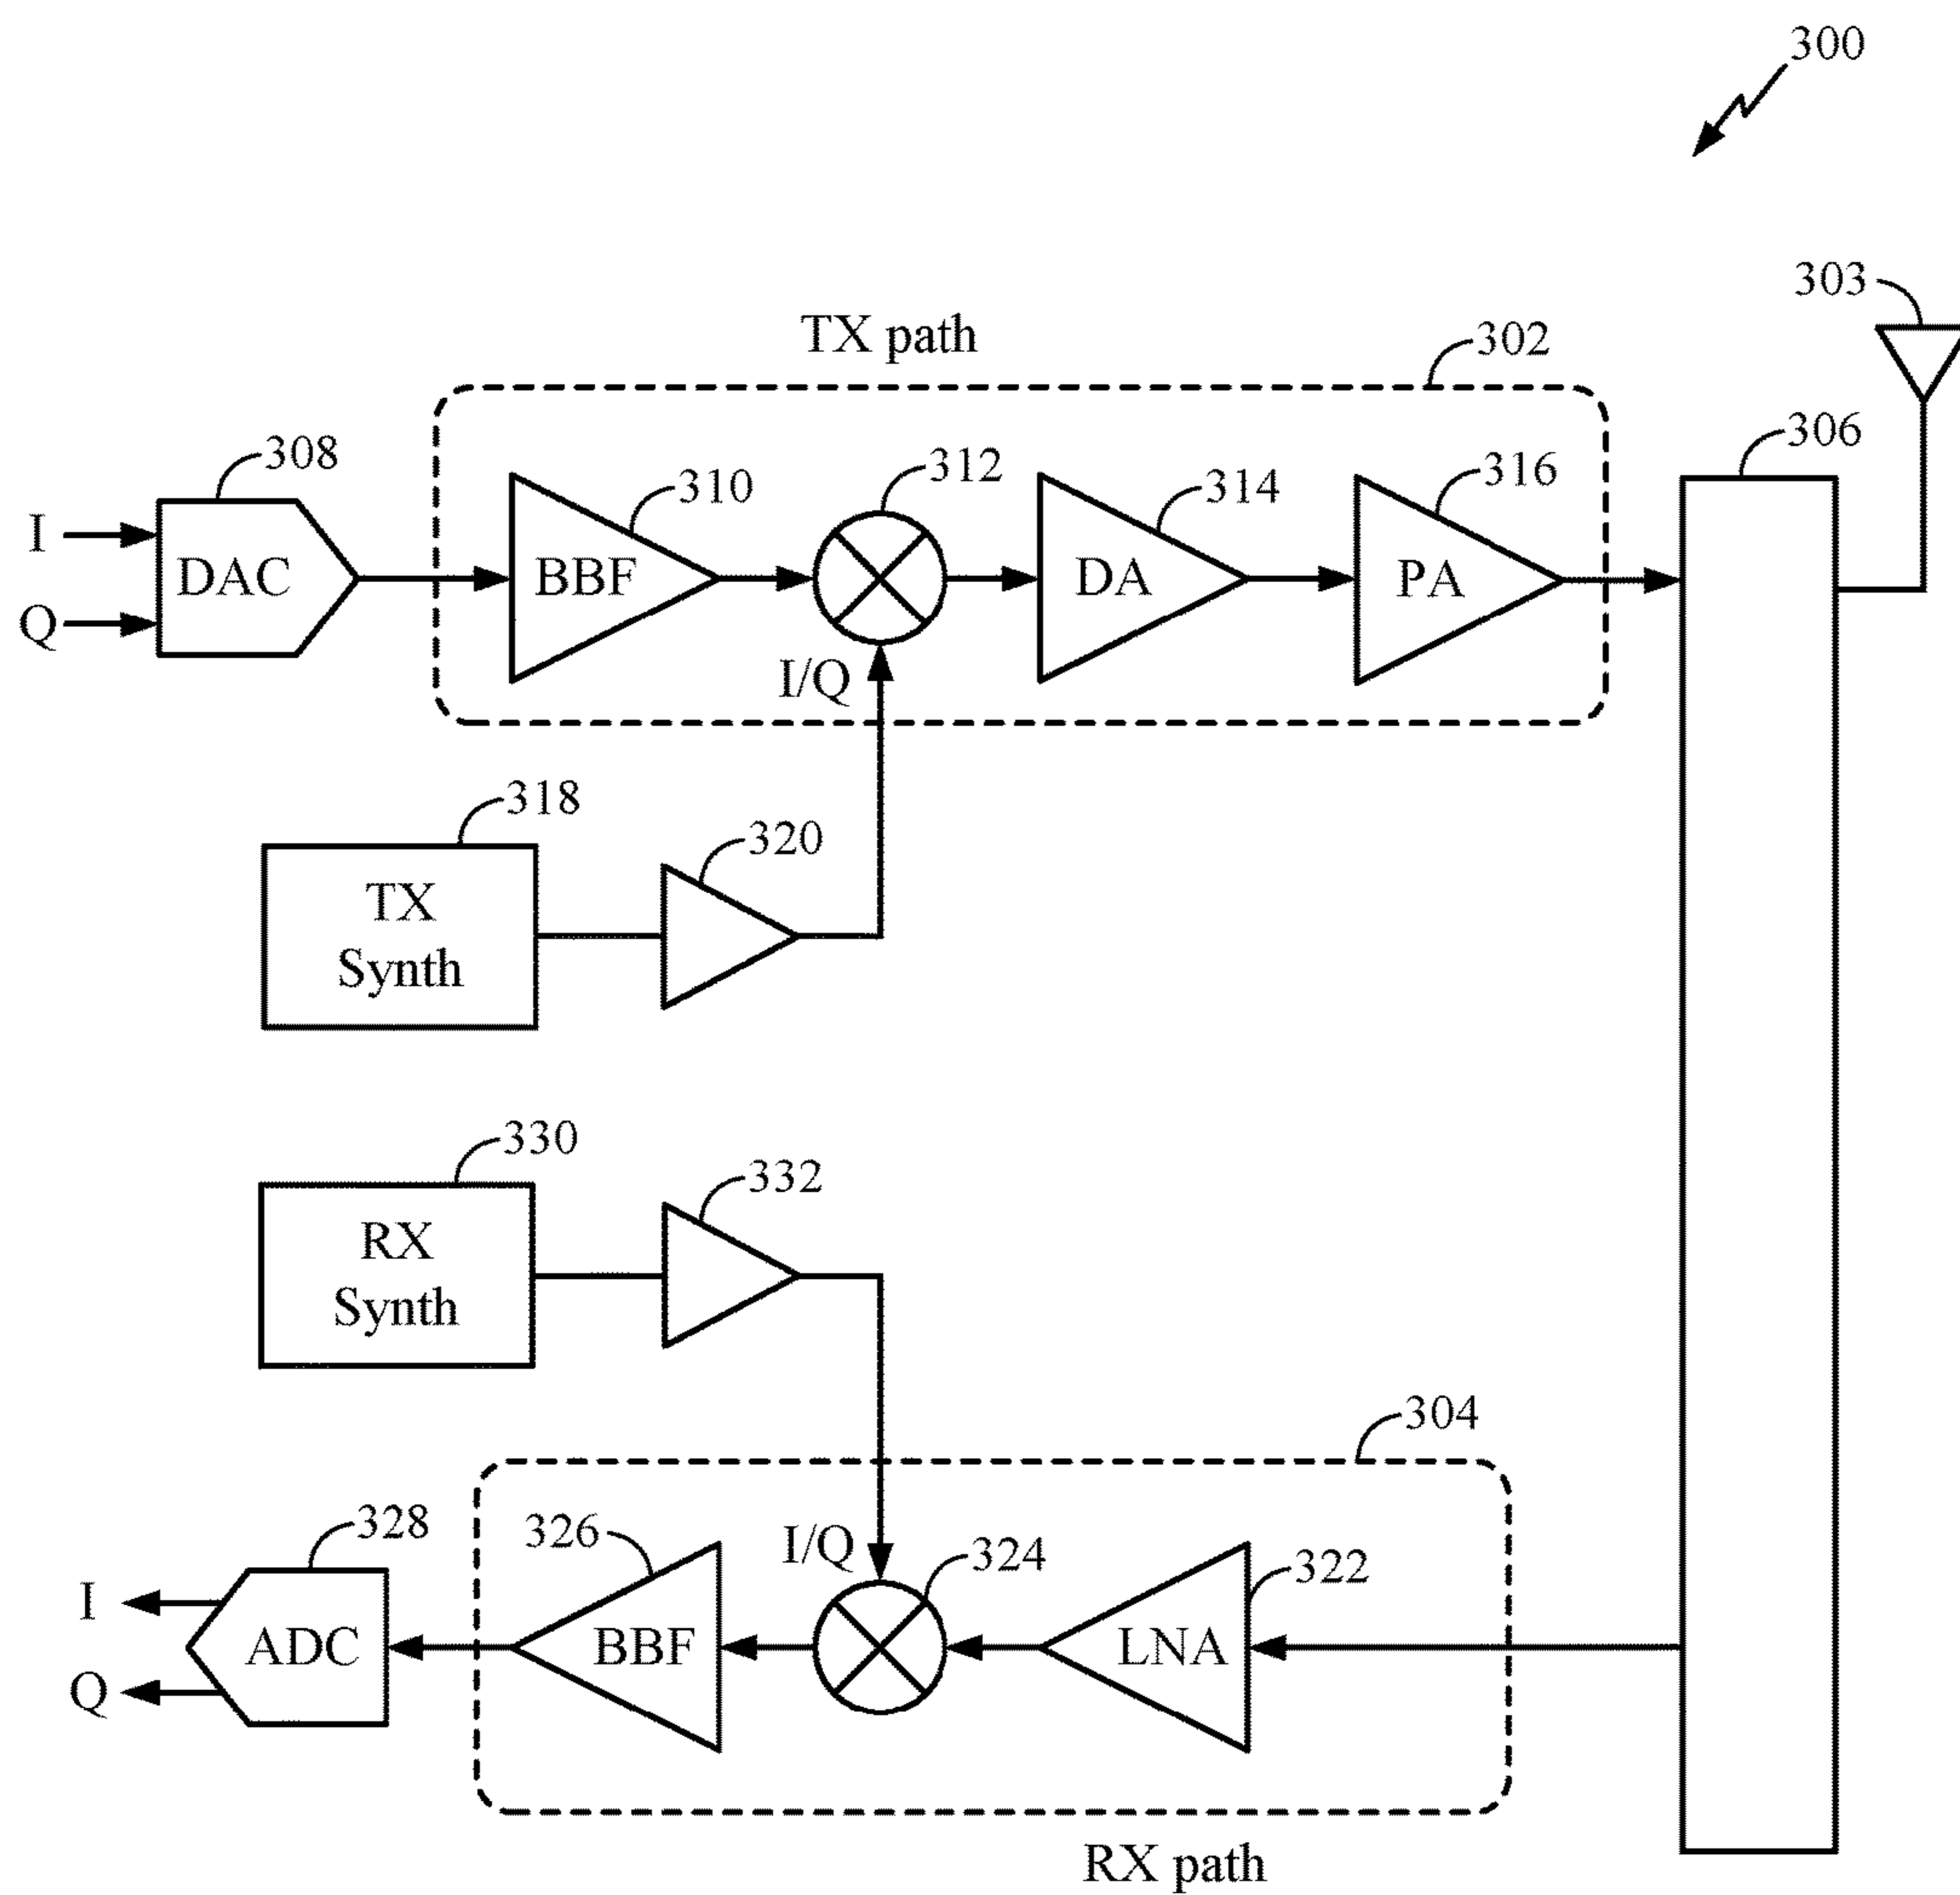 300
303
TX path
302
306
308
310
312
314
316
I
DAC
BBF
DA
PA
Q
I/Q
318
320
TX
Synth
330
332
RX
Synth
304
328
326
I/Q
324
322
I
ADC
BBF
LNA
Q
RX path